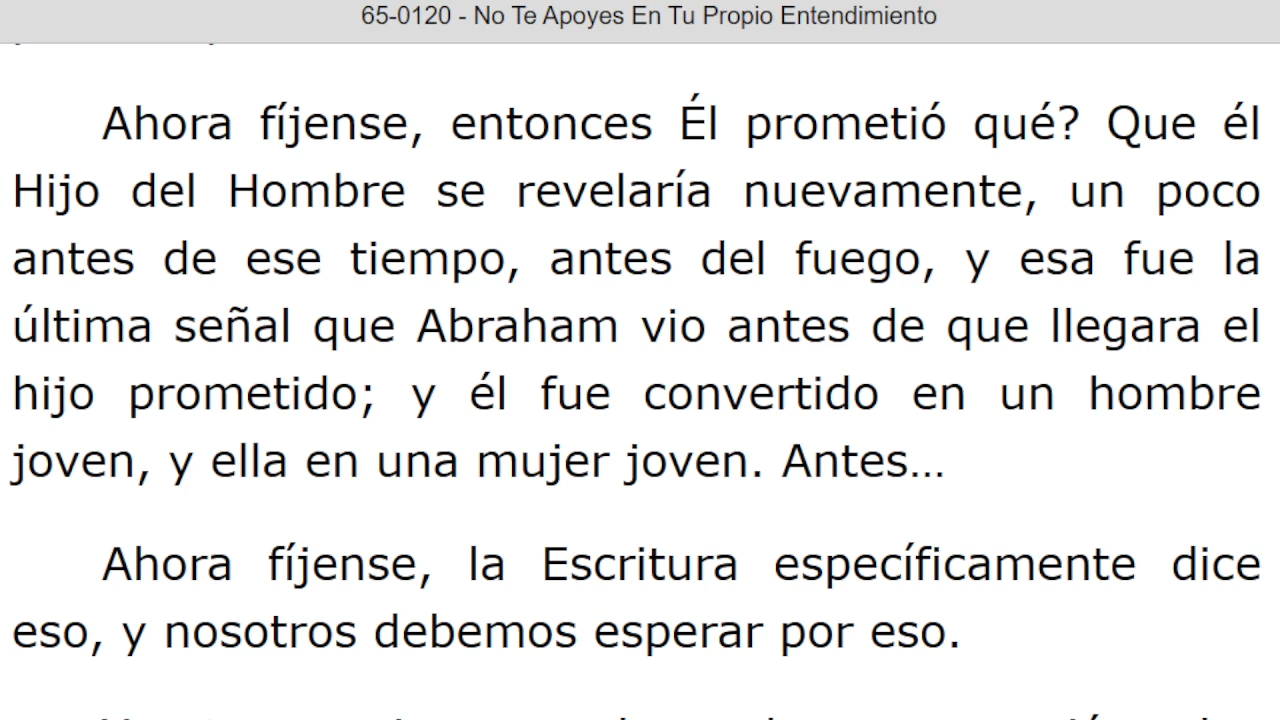 65-0120 - No Te Apoyes En Tu Propio Entendimiento
Ahora fíjense, entonces Él prometió qué? Que él
Hijo del Hombre se revelaría nuevamente, un poco
antes de ese tiempo, antes del fuego, y esa fue la
última señal que Abraham vio antes de que llegara el
hijo prometido; y él fue convertido en un hombre
joven, y ella en una mujer joven. Antes...
Ahora fíjense, la Escritura específicamente dice
eso, y nosotros debemos esperar por eso.